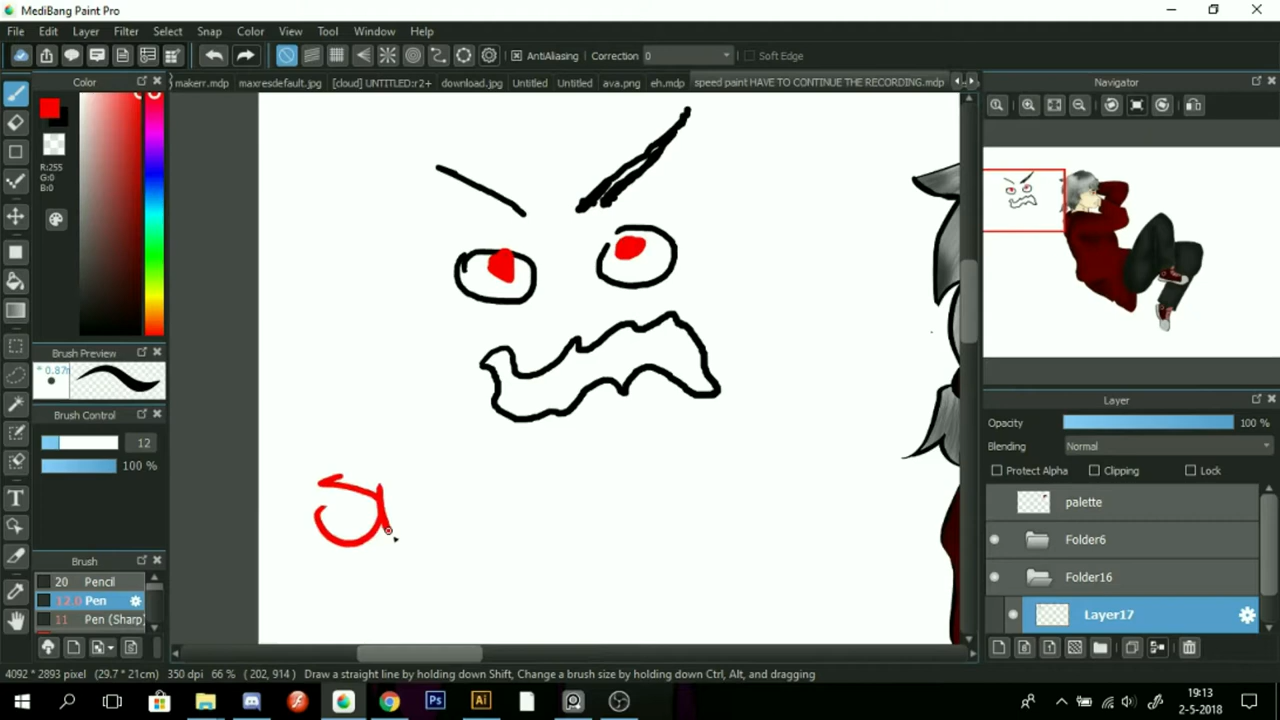 MediBang Paint Pro
File Edit Layer Filter Select Snap Color View Tool Window Help
AntiAliasing Correction 0 Soft Edge
makerr.mdp maxresdefault.jpg [cloud] UNTITLED:r2+ download.jpg Untitled Untitled ava.png eh.mdp speed paint HAVE TO CONTINUE THE RECORDING.mdp
Color
R:255
G:0
B:0
Brush Preview
0.87
Brush Control
12
100 %
Brush
20 Pencil
12.0 Pen
11 Pen (Sharp)
a
Navigator
Layer
Opacity 100 %
Blending Normal
Protect Alpha Clipping Lock
palette
Folder6
Folder16
Layer17
4092 * 2893 pixel (29.7 * 21cm) 350 dpi 66 % ( 202, 914 ) Draw a straight line by holding down Shift, Change a brush size by holding down Ctrl, Alt, and dragging
Ps Ai
19:13
2-5-2018